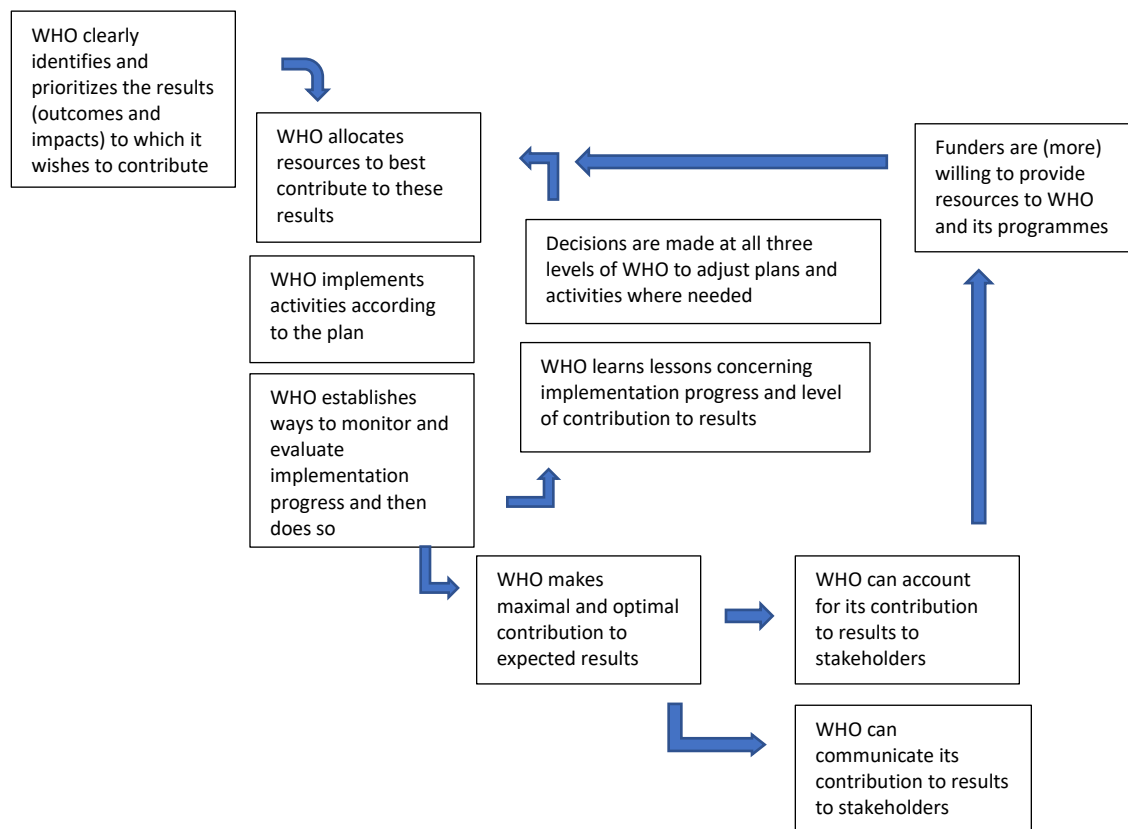 WHO clearly
identifies and
prioritizes the results
(outcomes and
impacts) to which it
wishes to contribute
WHO allocates
resources to best
contribute to these
results
Funders are (more)
willing to provide
resources to WHO
and its programmes
Decisions are made at all three
levels of WHO to adjust plans and
activities where needed
WHO implements
activities according
to the plan
WHO learns lessons concerning
implementation progress and level
of contribution to results
WHO establishes
ways to monitor and
evaluate
implementation
progress and then
does so
WHO makes
maximal and optimal
contribution to
expected results
WHO can account
for its contribution
to results to
stakeholders
WHO can
communicate its
contribution to results
to stakeholders